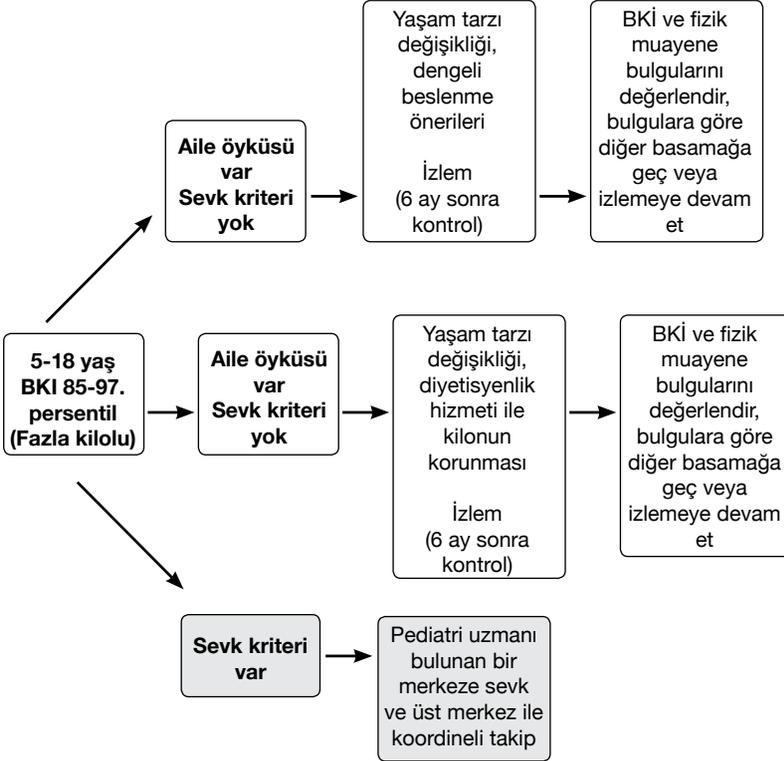 Aile öyküsü
var
Sevk kriteri
yok
Yaşam tarzı
değişikliği,
dengeli
beslenme
önerileri
İzlem
(6 ay sonra
kontrol)
BKİ ve fizik
muayene
bulgularını
değerlendir,
bulgulara göre
diğer basamağa
geç veya
izlemeye devam
et
5-18 yaş
BKI 85-97.
persentil
(Fazla kilolu)
Aile öyküsü
var
Sevk kriteri
yok
Yaşam tarzı
değişikliği,
diyetisyenlik
hizmeti ile
kilonun
korunması
İzlem
(6 ay sonra
kontrol)
BKİ ve fizik
muayene
bulgularını
değerlendir,
bulgulara göre
diğer basamağa
geç veya
izlemeye devam
et
Sevk kriteri
var
Pediatri uzmanı
bulunan bir
merkeze sevk
ve üst merkez ile
koordineli takip